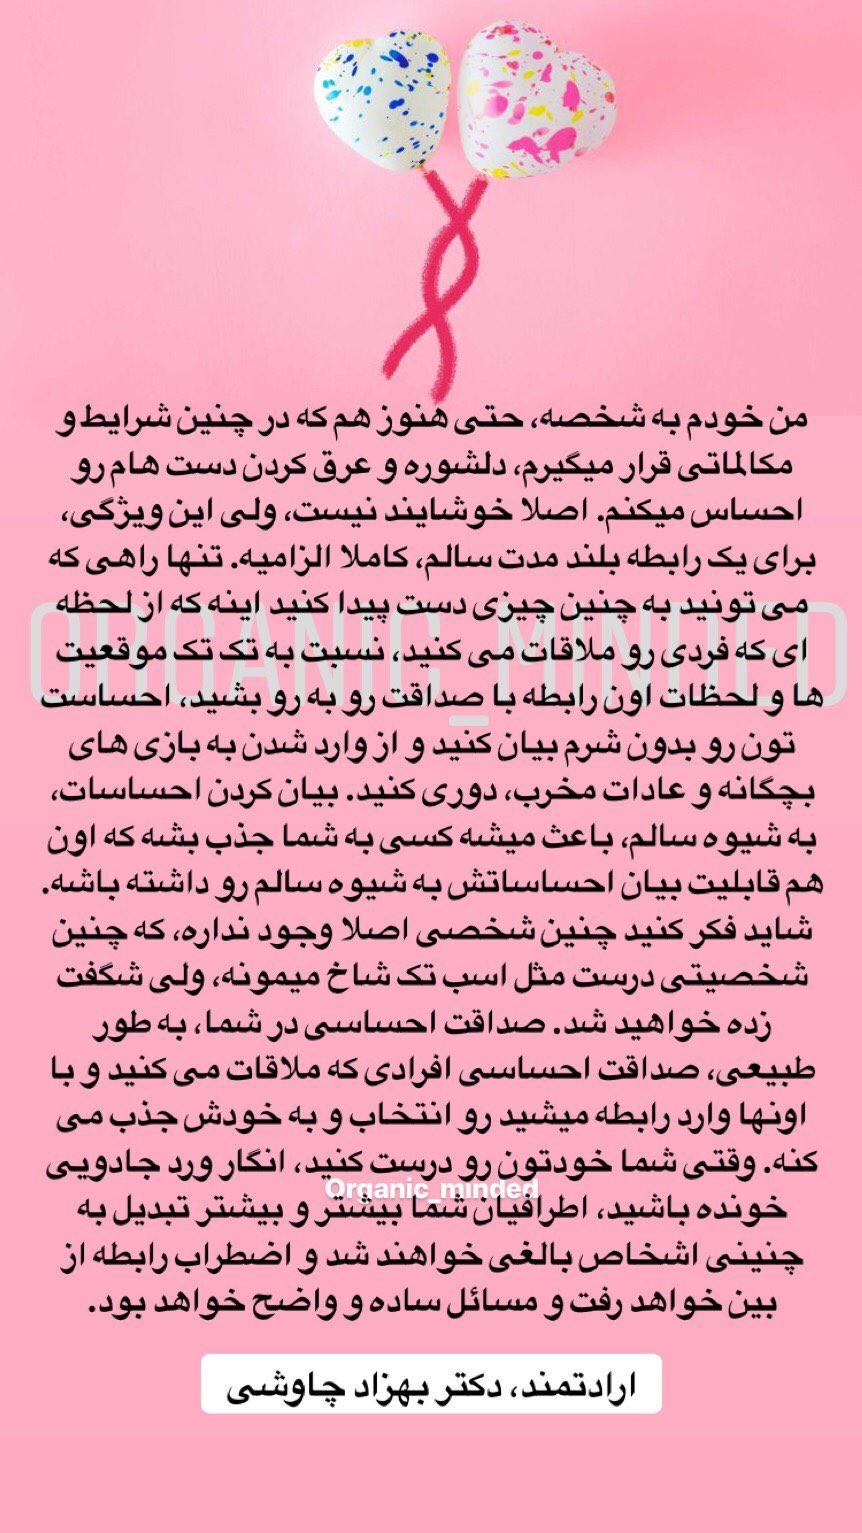 من خودم به شخصه، حتی هنوز هم که در چنین شرایط و
مکالماتی قرار میگیرم، دلشوره و عرق کردن دست هام رو
احساس میکنم. اصلا خوشایند نیست، ولی این ویژگی،
برای یک رابطه بلند مدت سالم، کاملا الزامیه. تنها راهی که
می تونید به چنین چیزی دست پیدا کنید اینه که از لحظه
ORGANIC_MINDED
ای که فردی رو ملاقات می کنید، نسبت به تک تک موقعیت
ها و لحظات اون رابطه با صداقت رو به رو بشید، احساست
تون رو بدون شرم بیان کنید و از وارد شدن به بازی های
بچگانه و عادات مخرب، دوری کنید. بیان کردن احساسات،
به شیوه سالم، باعث میشه کسی به شما جذب بشه که اون
هم قابلیت بیان احساساتش به شیوه سالم رو داشته باشه.
شاید فکر کنید چنین شخصی اصلا وجود نداره، که چنین
شخصیتی درست مثل اسب تک شاخ میمونه، ولی شگفت
زده خواهید شد. صداقت احساسی در شما، به طور
طبیعی، صداقت احساسی افرادی که ملاقات می کنید و با
اونها وارد رابطه میشید رو انتخاب و به خودش جذب می
کنه. وقتی شما خودتون رو درست کنید، انگار ورد جادویی
Organic_minded
خونده باشید، اطرافیان شما بیشتر و بیشتر تبدیل به
چنینی اشخاص بالغی خواهند شد و اضطراب رابطه از
بین خواهد رفت و مسائل ساده و واضح خواهد بود.
ارادتمند، دکتر بهزاد چاوشی